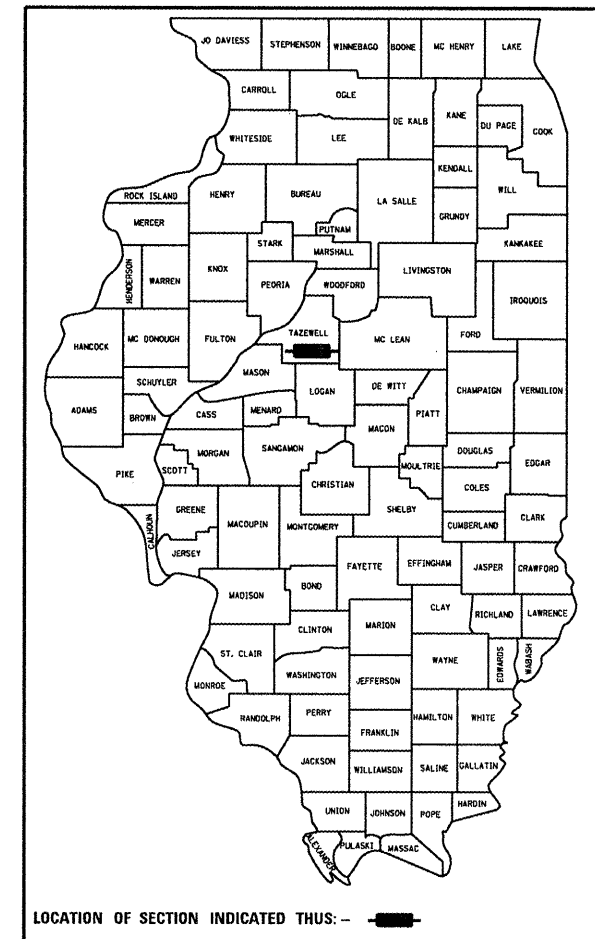 JO DAVIESS STEPHENSON WINNEBAGO BOONE MC HENRY LAKE
CARROLL OGLE
DE KALB KANE DU PAGE COOK
WHITESIDE LEE
KENDALL WILL
ROCK ISLAND HENRY BUREAU LA SALLE GRUNDY
MERCER PUTNAM
STARK MARSHALL KANKAKEE
HENDERSON WARREN KNOX PEORIA WOODFORD LIVINGSTON
IROQUOIS
HANCOCK MC DONOUGH FULTON TAZEWELL MC LEAN FORD
MASON
SCHUYLER LOGAN DE WITT CHAMPAIGN VERMILION
ADAMS BROWN CASS MENARD PIATT
MACON
MORGAN SANGAMON DOUGLAS EDGAR
PIKE SCOTT CHRISTIAN MOULTRIE COLES
GREENE SHELBY
CALHOUN MACOUPIN MONTGOMERY CUMBERLAND CLARK
JERSEY
FAYETTE EFFINGHAM JASPER CRAWFORD
MADISON BOND
CLAY RICHLAND LAWRENCE
CLINTON MARION
ST. CLAIR WAYNE EDWARDS WABASH
WASHINGTON JEFFERSON
MONROE
RANDOLPH PERRY HAMILTON WHITE
FRANKLIN
JACKSON WILLIAMSON SALINE GALLATIN
UNION JOHNSON POPE HARDIN
ALEXANDER PULASKI MASSAC
LOCATION OF SECTION INDICATED THUS: –